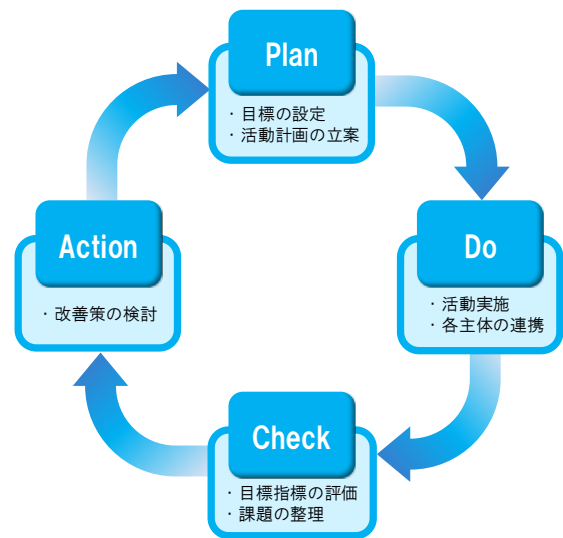 Plan
・目標の設定
・活動計画の立案
Do
・活動実施
・各主体の連携
Check
・目標指標の評価
・課題の整理
Action
・改善策の検討